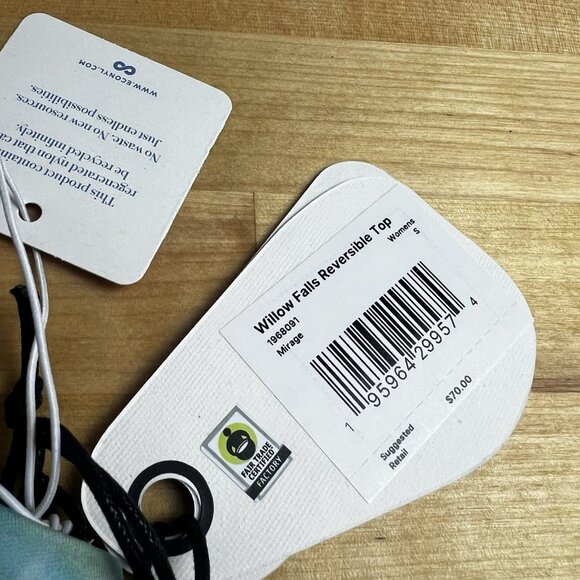 This product contains
regenerated nylon that ca
be recycled infinitely.
No waste. No new resources.
Just endless possibilities.
WWW.ECONYL.COM
Willow Falls Reversible Top
1968091
Womens
Mirage
S
1 95964 29957 4
Suggested
Retail
$70.00
FAIR TRADE
CERTIFIED
FACTORY